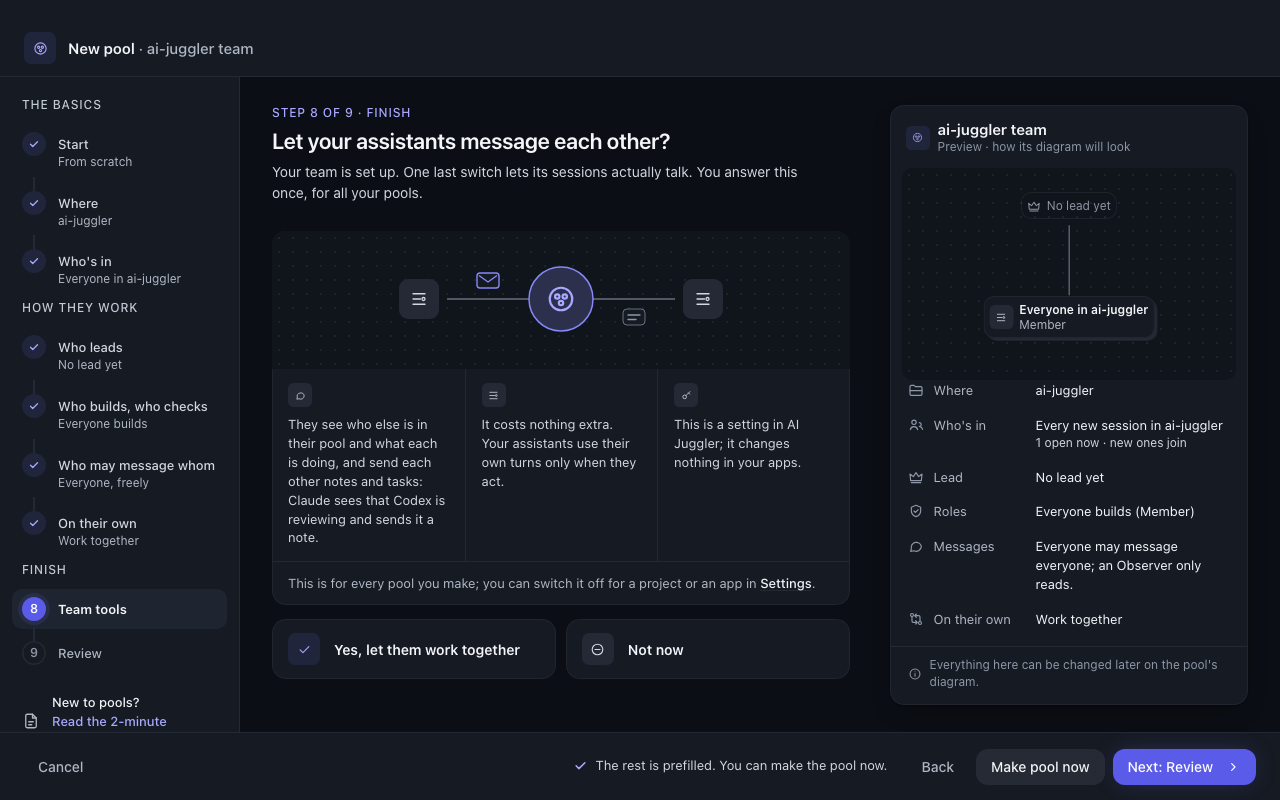 New pool · ai-juggler team
THE BASICS
Start
From scratch
Where
ai-juggler
Who's in
Everyone in ai-juggler
HOW THEY WORK
Who leads
No lead yet
Who builds, who checks
Everyone builds
Who may message whom
Everyone, freely
On their own
Work together
FINISH
8
Team tools
9
Review
New to pools?
Read the 2-minute
STEP 8 OF 9 · FINISH
Let your assistants message each other?
Your team is set up. One last switch lets its sessions actually talk. You answer this
once, for all your pools.
They see who else is in
their pool and what each
is doing, and send each
other notes and tasks:
Claude sees that Codex is
reviewing and sends it a
note.
It costs nothing extra.
Your assistants use their
own turns only when they
act.
This is a setting in AI
Juggler; it changes
nothing in your apps.
This is for every pool you make; you can switch it off for a project or an app in Settings.
Yes, let them work together
Not now
ai-juggler team
Preview · how its diagram will look
No lead yet
Everyone in ai-juggler
Member
Where
ai-juggler
Who's in
Every new session in ai-juggler
1 open now · new ones join
Lead
No lead yet
Roles
Everyone builds (Member)
Messages
Everyone may message
everyone; an Observer only
reads.
On their own
Work together
Everything here can be changed later on the pool's
diagram.
Cancel
The rest is prefilled. You can make the pool now.
Back
Make pool now
Next: Review